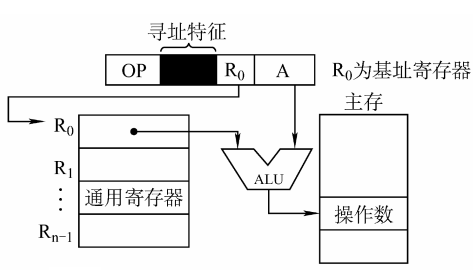 寻址特征
OP R₀ A R₀为基址寄存器
主存
R₀
R₁
ALU
⋮ 通用寄存器
操作数
Rₙ₋₁